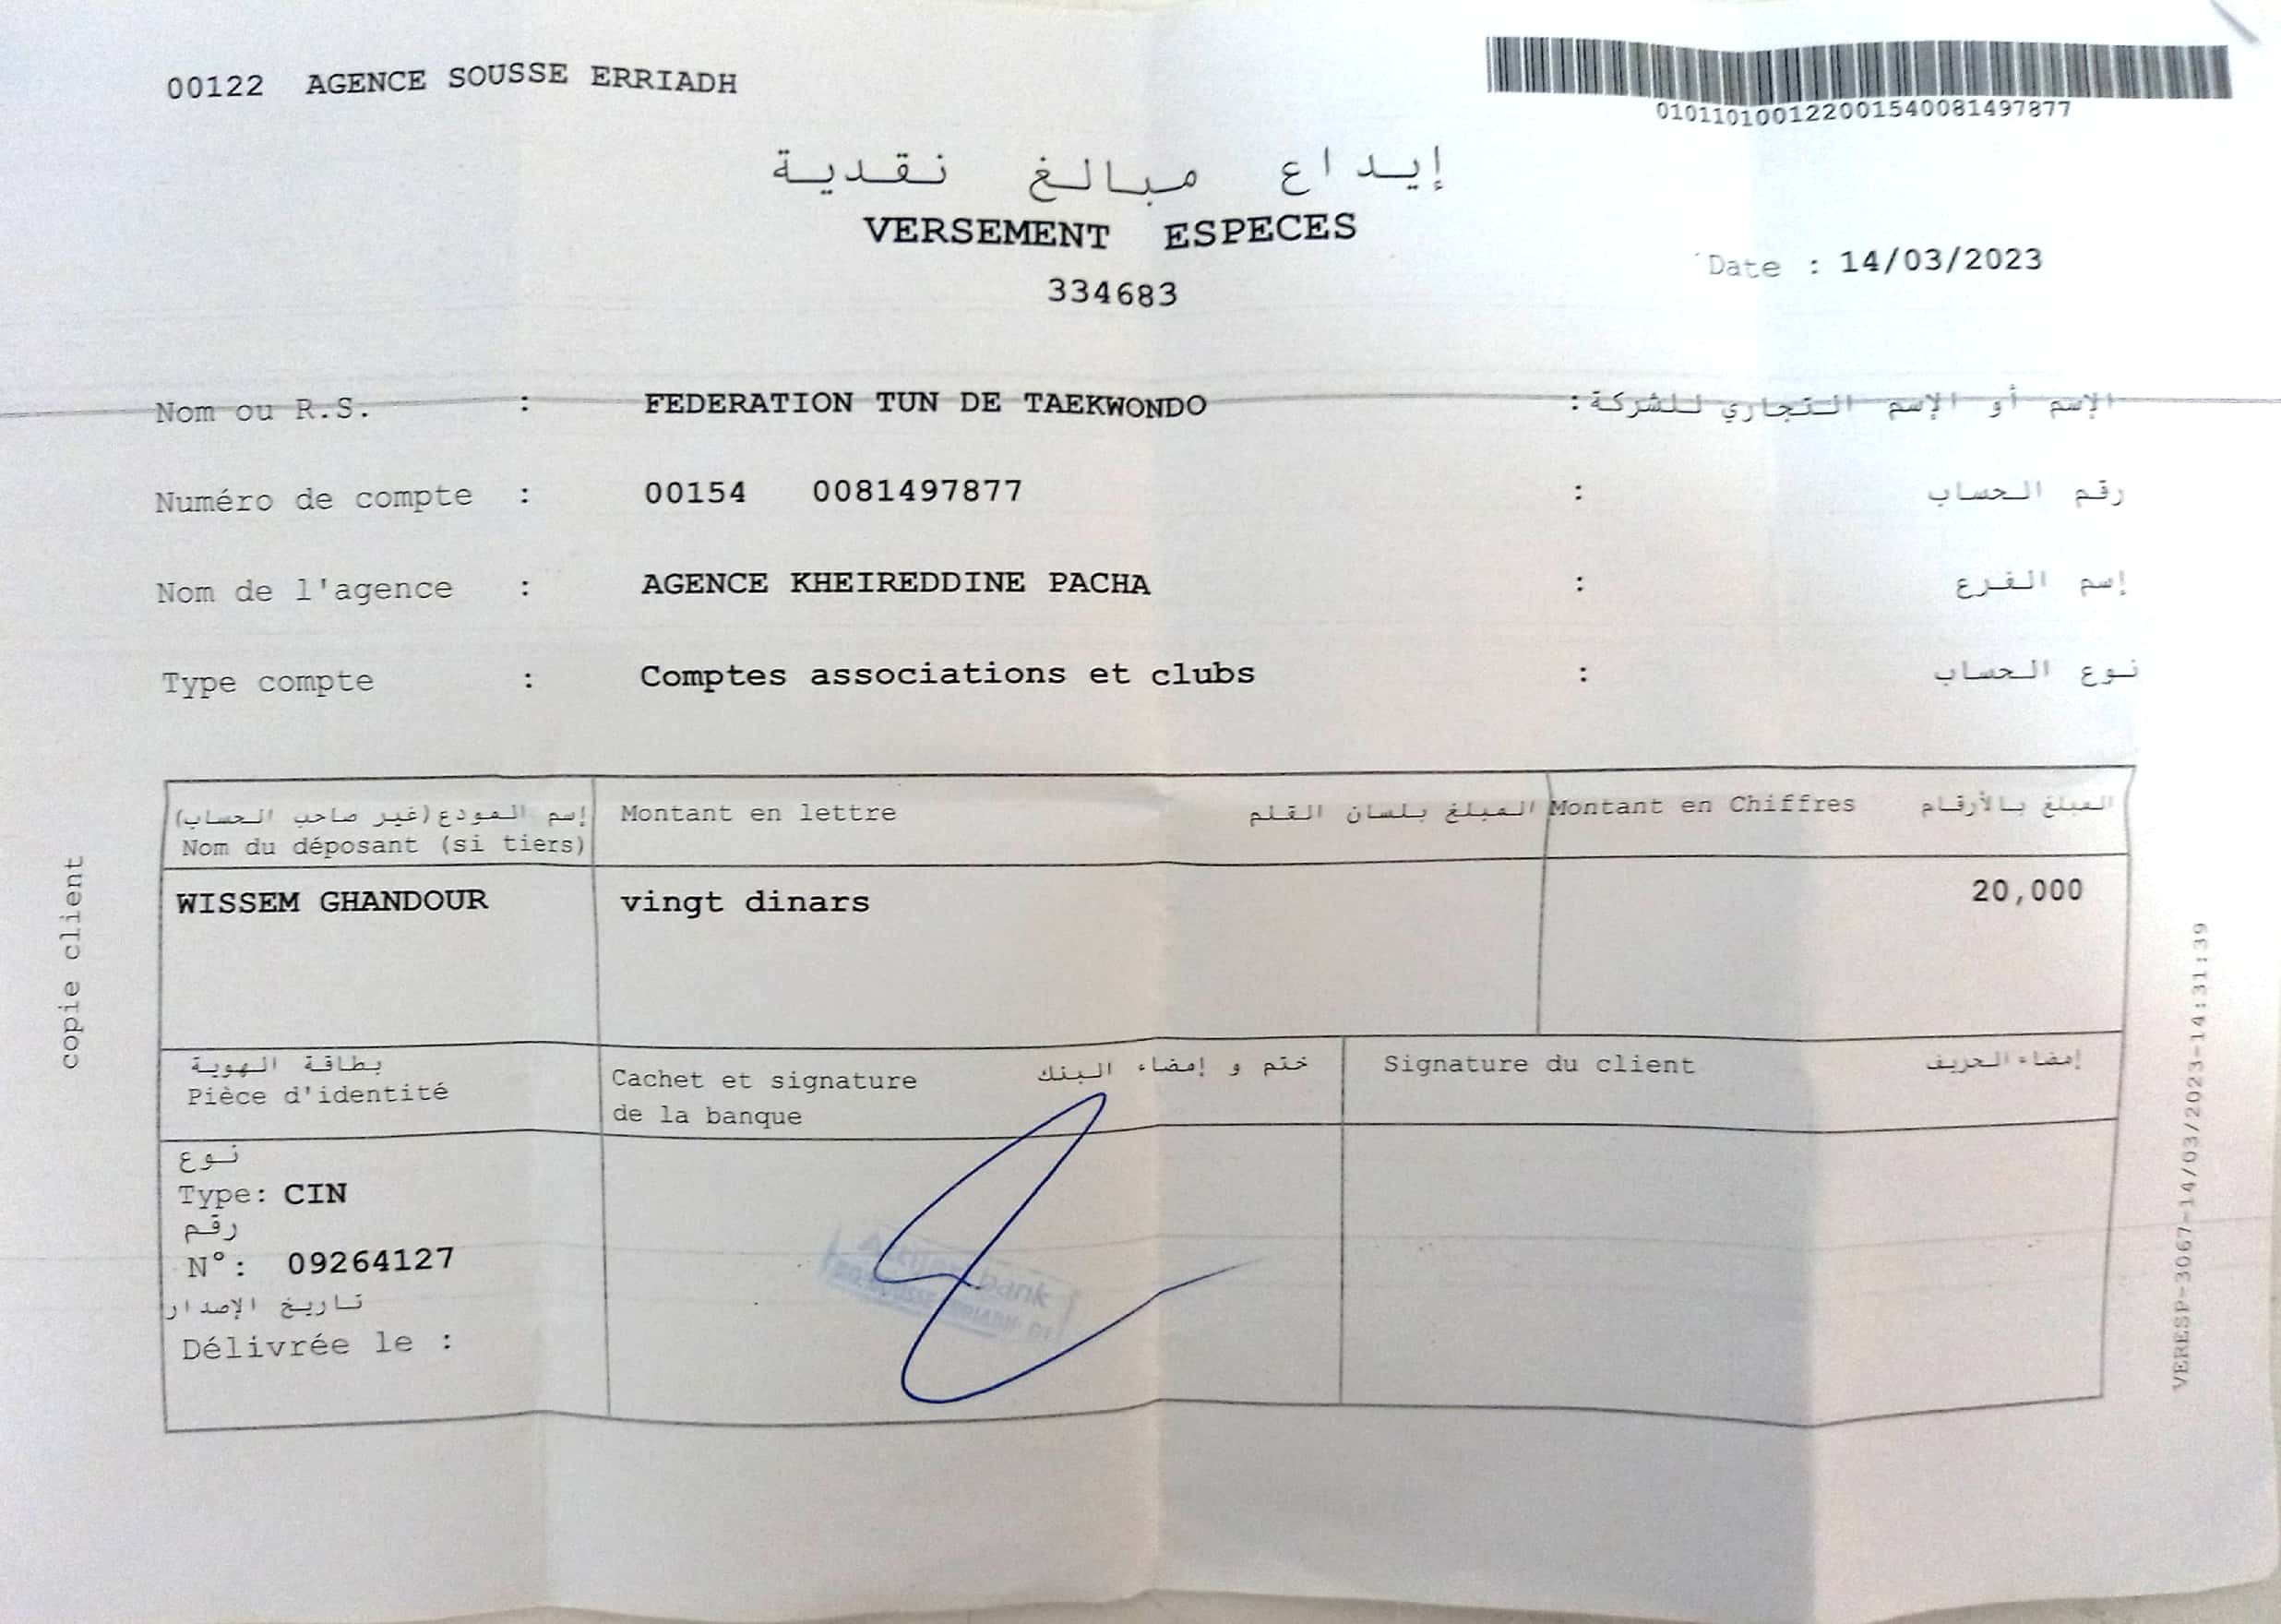 00122 AGENCE SOUSSE ERRIADH
01011010012200154008149​7877
إيداع مبالغ نقدية
VERSEMENT ESPECES
334683
Date : 14/03/2023
Nom ou R.S. : FEDERATION TUN DE TAEKWONDO الإسم أو الإسم التجاري للشركة:
Numéro de compte : 00154 0081497877 : رقم الحساب
Nom de l'agence : AGENCE KHEIREDDINE PACHA : إسم الفرع
Type compte : Comptes associations et clubs : نوع الحساب
إسم المودع(غير صاحب الحساب) Montant en lettre المبلغ بلسان القلم Montant en Chiffres المبلغ بالأرقام
Nom du déposant (si tiers)
WISSEM GHANDOUR vingt dinars 20,000
بطاقة الهوية
Pièce d'identité
Cachet et signature ختم و إمضاء البنك
de la banque
Signature du client إمضاء الحريف
نوع
Type: CIN
رقم
N°: 09264127
تاريخ الإصدار
Délivrée le :
copie client
VERESP-3067-14/03/2023-14:31:39